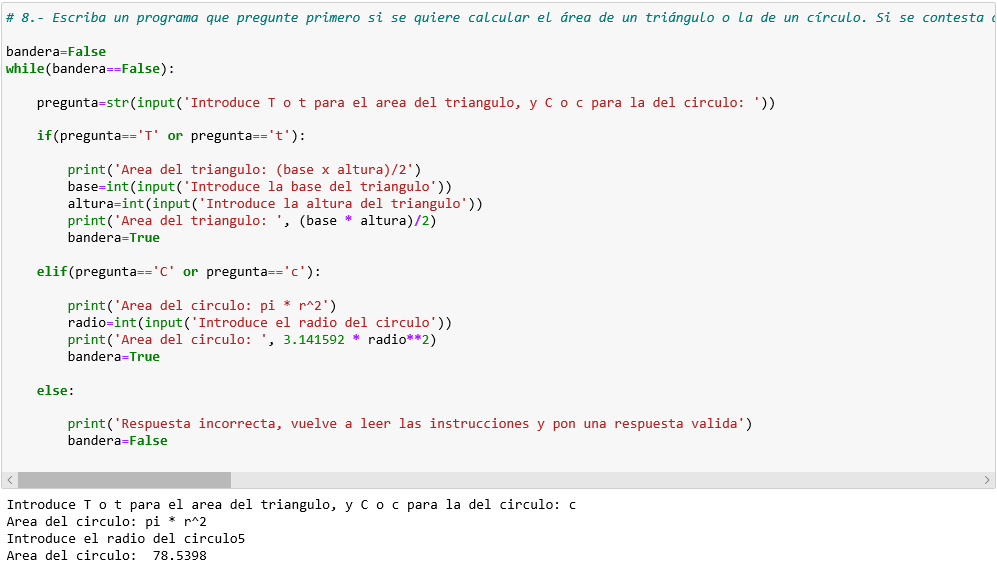 # 8.- Escriba un programa que pregunte primero si se quiere calcular el área de un triángulo o la de un círculo. Si se contesta
bandera=False
while(bandera==False):
    pregunta=str(input('Introduce T o t para el area del triangulo, y C o c para la del circulo: '))
    if(pregunta=='T' or pregunta=='t'):
        print('Area del triangulo: (base x altura)/2')
        base=int(input('Introduce la base del triangulo'))
        altura=int(input('Introduce la altura del triangulo'))
        print('Area del triangulo: ', (base * altura)/2)
        bandera=True
    elif(pregunta=='C' or pregunta=='c'):
        print('Area del circulo: pi * r^2')
        radio=int(input('Introduce el radio del circulo'))
        print('Area del circulo: ', 3.141592 * radio**2)
        bandera=True
    else:
        print('Respuesta incorrecta, vuelve a leer las instrucciones y pon una respuesta valida')
        bandera=False
Introduce T o t para el area del triangulo, y C o c para la del circulo: c
Area del circulo: pi * r^2
Introduce el radio del circulo5
Area del circulo:  78.5398